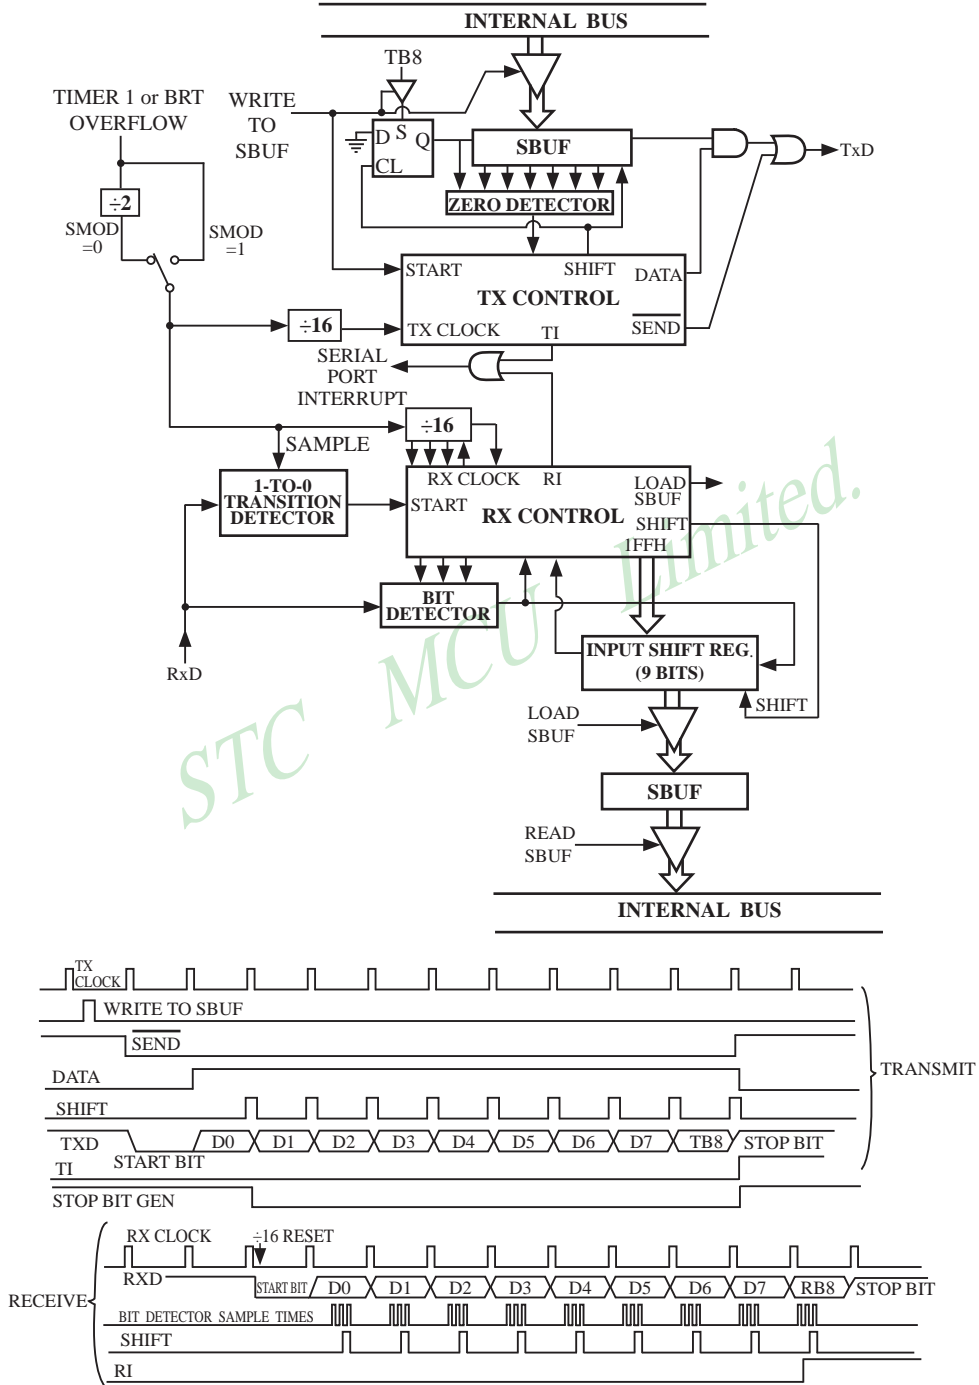 INTERNAL BUS
TB8
TIMER 1 or BRT
OVERFLOW
WRITE
TO
SBUF
D S Q
CL
SBUF
TxD
÷2
ZERO DETECTOR
SMOD
=0
SMOD
=1
START
SHIFT
DATA
TX CONTROL
÷16
TX CLOCK
TI
SEND
SERIAL
PORT
INTERRUPT
÷16
SAMPLE
1-TO-0
TRANSITION
DETECTOR
RX CLOCK
RI
LOAD
SBUF
START
RX CONTROL
SHIFT
1FFH
BIT
DETECTOR
RxD
INPUT SHIFT REG.
(9 BITS)
SHIFT
LOAD
SBUF
SBUF
READ
SBUF
INTERNAL BUS
STC MCU Limited.
TX
CLOCK
WRITE TO SBUF
SEND
DATA
TRANSMIT
SHIFT
TXD
START BIT
D0 D1 D2 D3 D4 D5 D6 D7 TB8 STOP BIT
TI
STOP BIT GEN
RX CLOCK
÷16 RESET
RXD
START BIT D0 D1 D2 D3 D4 D5 D6 D7 RB8 STOP BIT
RECEIVE
BIT DETECTOR SAMPLE TIMES
SHIFT
RI